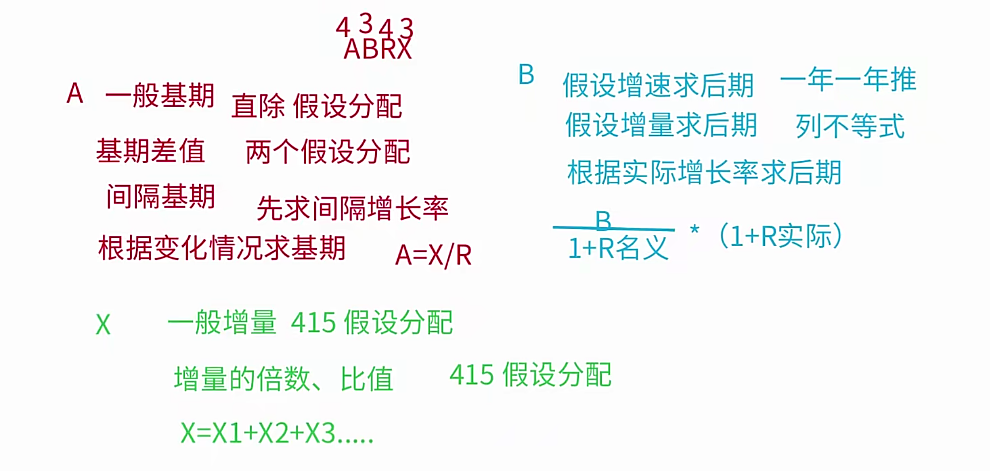 4 3 4 3
ABRX
A 一般基期 直除 假设分配
基期差值 两个假设分配
间隔基期 先求间隔增长率
根据变化情况求基期 A=X/R
B 假设增速求后期 一年一年推
假设增量求后期 列不等式
根据实际增长率求后期
B
1+R名义 *（1+R实际）
X 一般增量 415 假设分配
增量的倍数、比值 415 假设分配
X=X1+X2+X3.....